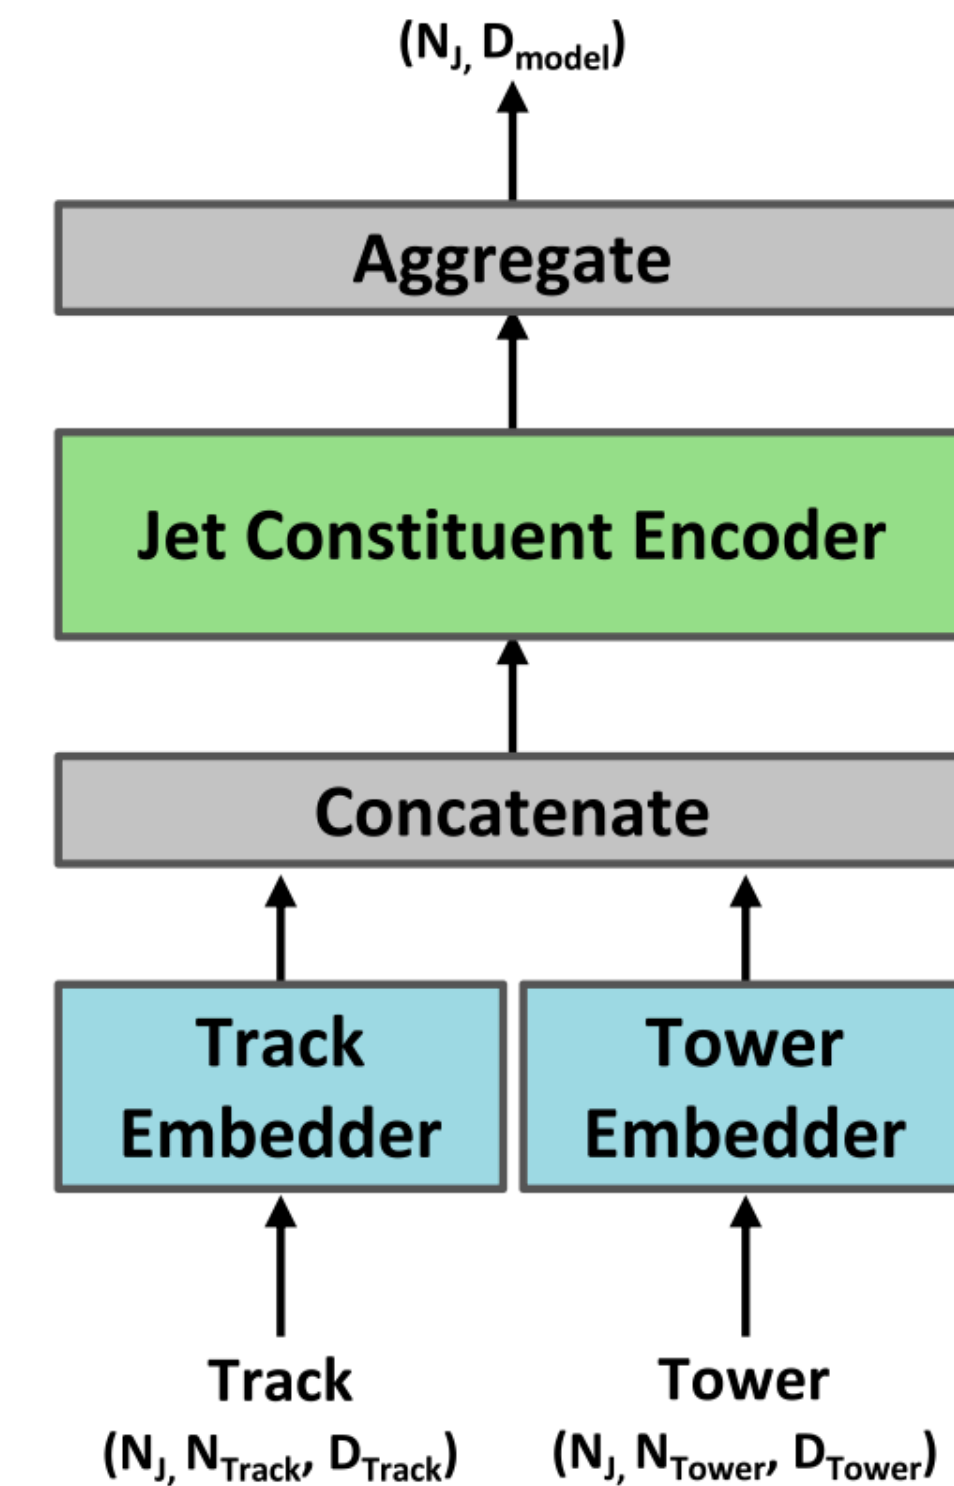 (N_J, D_model)
Aggregate
Jet Constituent Encoder
Concatenate
Track
Embedder
Tower
Embedder
Track
(N_J, N_Track, D_Track)
Tower
(N_J, N_Tower, D_Tower)